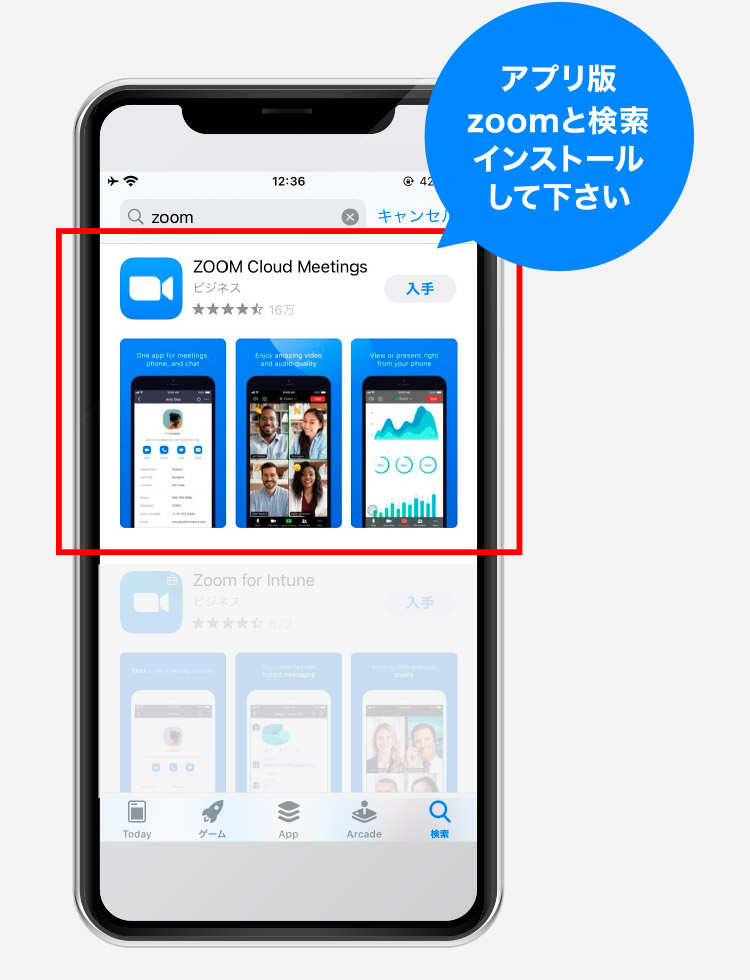 アプリ版
zoomと検索
インストール
して下さい
12:36
42
zoom
キャンセル
ZOOM Cloud Meetings
ビジネス
16万
入手
One app for meetings,
phone, and chat
Enjoy amazing video
and audio quality
View or present right
from your phone
Zoom for Intune
ビジネス
622
入手
instant messaging
quality
Today
ゲーム
App
Arcade
検索